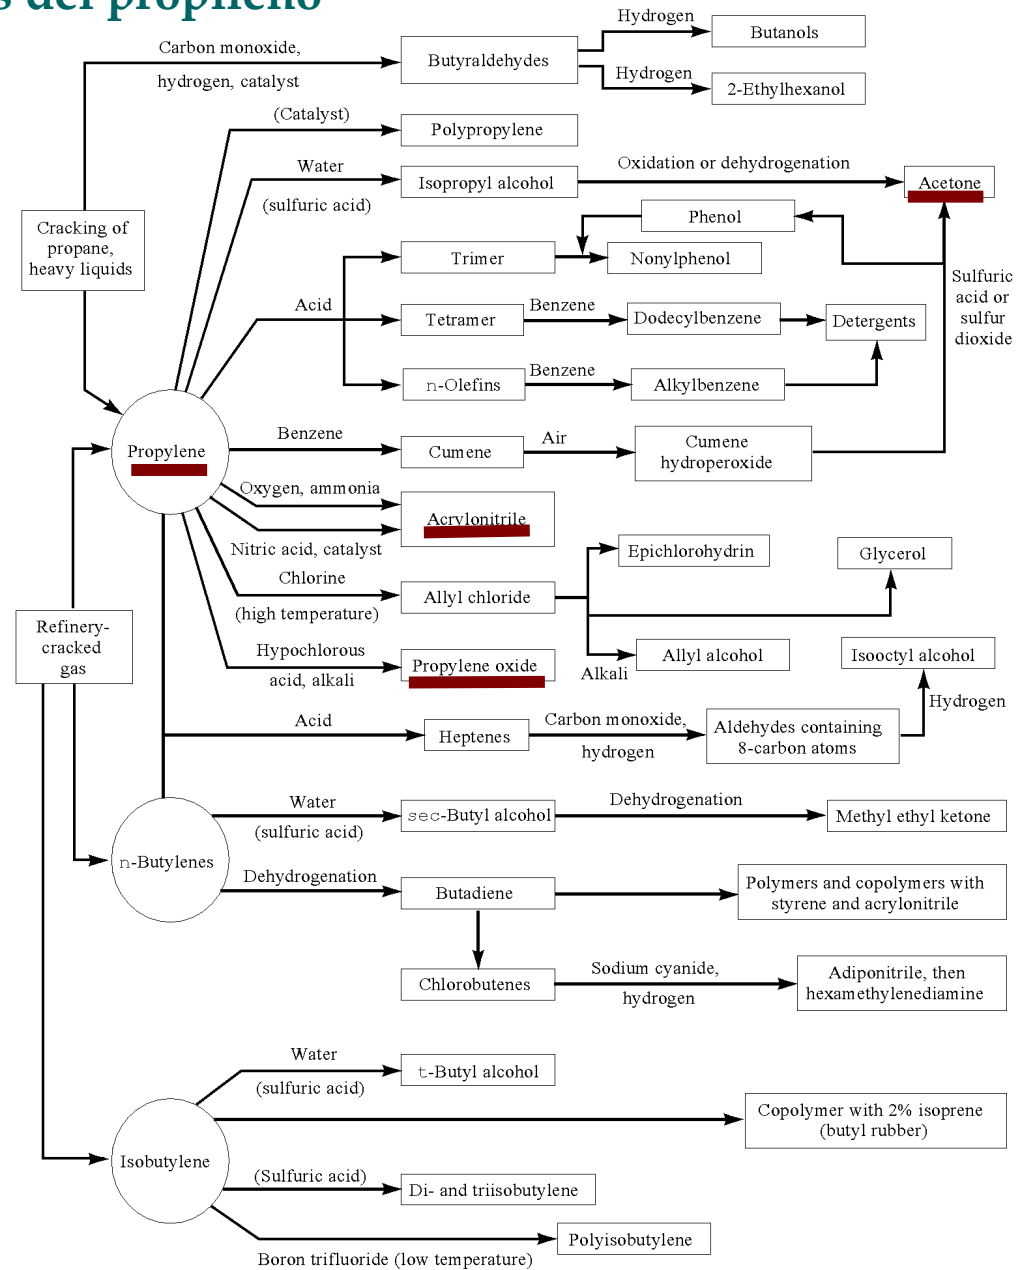 s del propileno
Carbon monoxide,
hydrogen, catalyst
Butyraldehydes
Hydrogen
Butanols
Hydrogen
2-Ethylhexanol
(Catalyst)
Polypropylene
Water
(sulfuric acid)
Isopropyl alcohol
Oxidation or dehydrogenation
Acetone
Cracking of
propane,
heavy liquids
Phenol
Trimer
Nonylphenol
Sulfuric
acid or
sulfur
dioxide
Acid
Tetramer
Benzene
Dodecylbenzene
Detergents
n-Olefins
Benzene
Alkylbenzene
Propylene
Benzene
Cumene
Air
Cumene
hydroperoxide
Oxygen, ammonia
Acrylonitrile
Nitric acid, catalyst
Chlorine
(high temperature)
Allyl chloride
Epichlorohydrin
Glycerol
Alkali
Allyl alcohol
Refinery-
cracked
gas
Hypochlorous
acid, alkali
Propylene oxide
Isooctyl alcohol
Hydrogen
Acid
Heptenes
Carbon monoxide,
hydrogen
Aldehydes containing
8-carbon atoms
n-Butylenes
Water
(sulfuric acid)
sec-Butyl alcohol
Dehydrogenation
Methyl ethyl ketone
Dehydrogenation
Butadiene
Polymers and copolymers with
styrene and acrylonitrile
Chlorobutenes
Sodium cyanide,
hydrogen
Adiponitrile, then
hexamethylenediamine
Isobutylene
Water
(sulfuric acid)
t-Butyl alcohol
Copolymer with 2% isoprene
(butyl rubber)
(Sulfuric acid)
Di- and triisobutylene
Boron trifluoride (low temperature)
Polyisobutylene